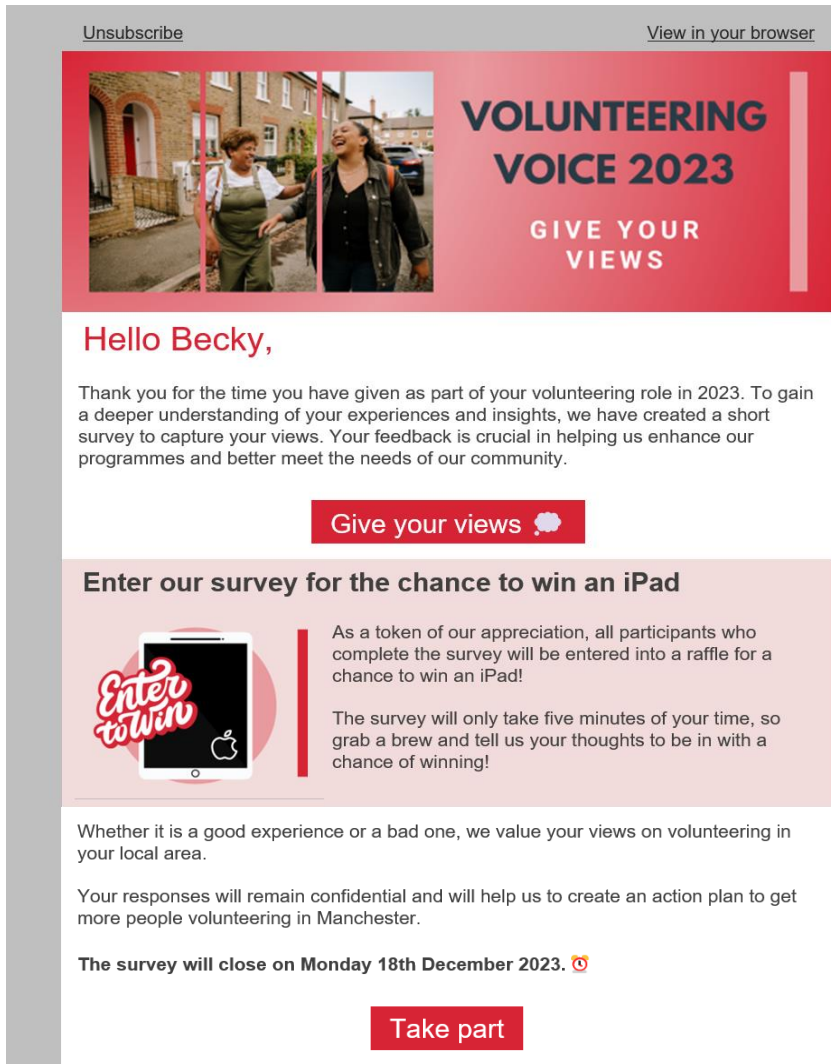 Unsubscribe
View in your browser
VOLUNTEERING
VOICE 2023
GIVE YOUR
VIEWS
Hello Becky,
Thank you for the time you have given as part of your volunteering role in 2023. To gain
a deeper understanding of your experiences and insights, we have created a short
survey to capture your views. Your feedback is crucial in helping us enhance our
programmes and better meet the needs of our community.
Give your views 💭
Enter our survey for the chance to win an iPad
Enter
to win
As a token of our appreciation, all participants who
complete the survey will be entered into a raffle for a
chance to win an iPad!
The survey will only take five minutes of your time, so
grab a brew and tell us your thoughts to be in with a
chance of winning!
Whether it is a good experience or a bad one, we value your views on volunteering in
your local area.
Your responses will remain confidential and will help us to create an action plan to get
more people volunteering in Manchester.
The survey will close on Monday 18th December 2023. ⏰
Take part